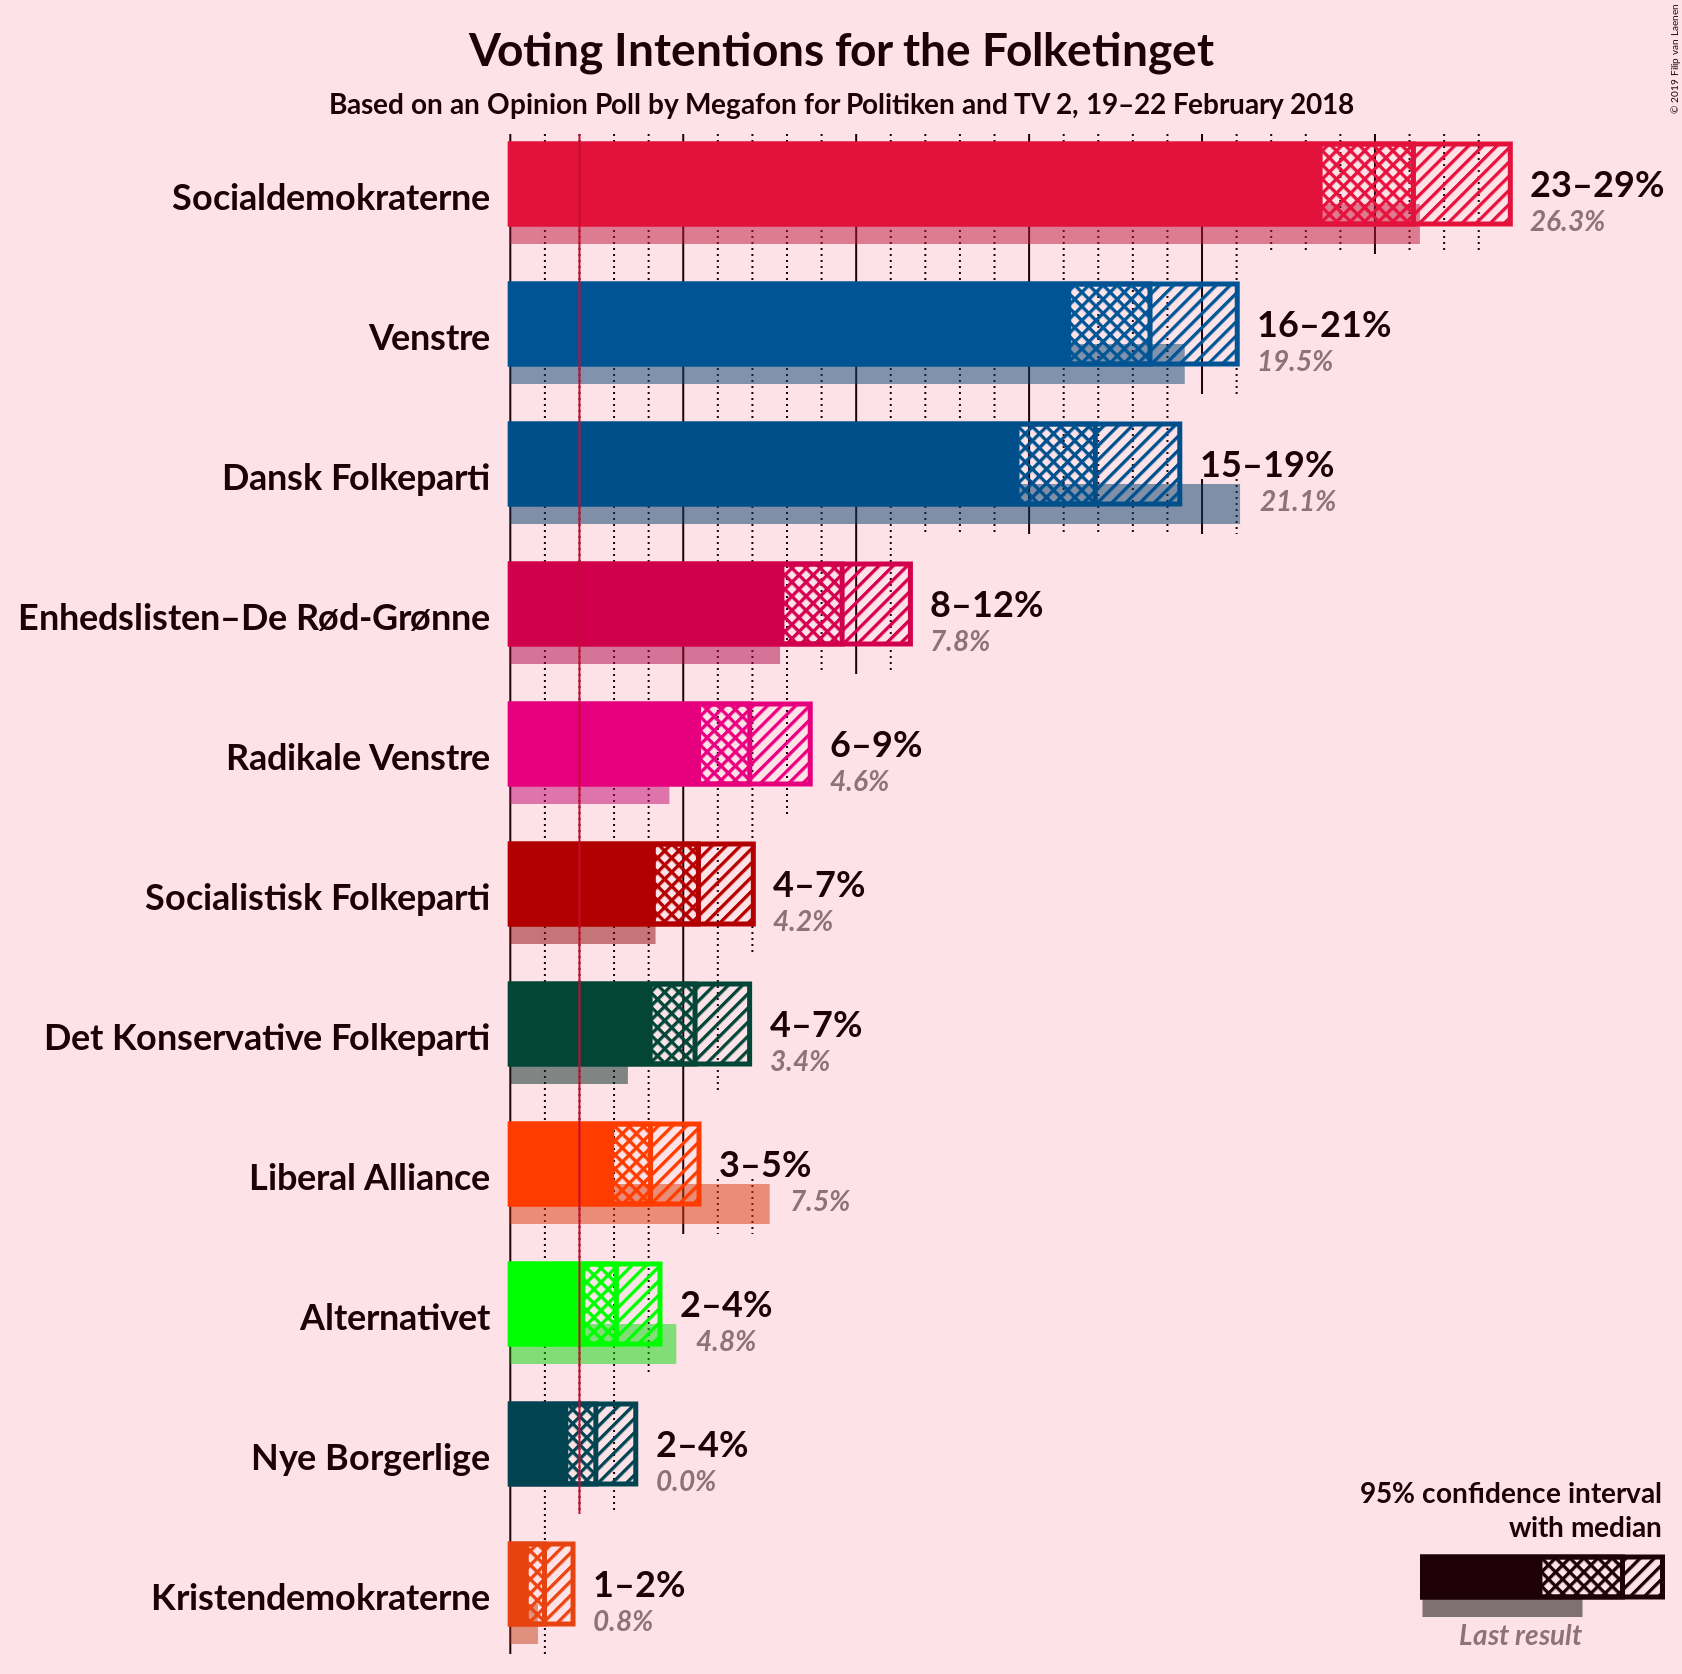 © 2019 Filip van Laenen
Voting Intentions for the Folketinget
Based on an Opinion Poll by Megafon for Politiken and TV 2, 19–22 February 2018
Socialdemokraterne
23–29%
26.3%
Venstre
16–21%
19.5%
Dansk Folkeparti
15–19%
21.1%
Enhedslisten–De Rød-Grønne
8–12%
7.8%
Radikale Venstre
6–9%
4.6%
Socialistisk Folkeparti
4–7%
4.2%
Det Konservative Folkeparti
4–7%
3.4%
Liberal Alliance
3–5%
7.5%
Alternativet
2–4%
4.8%
Nye Borgerlige
2–4%
0.0%
Kristendemokraterne
1–2%
0.8%
95% confidence interval
with median
Last result